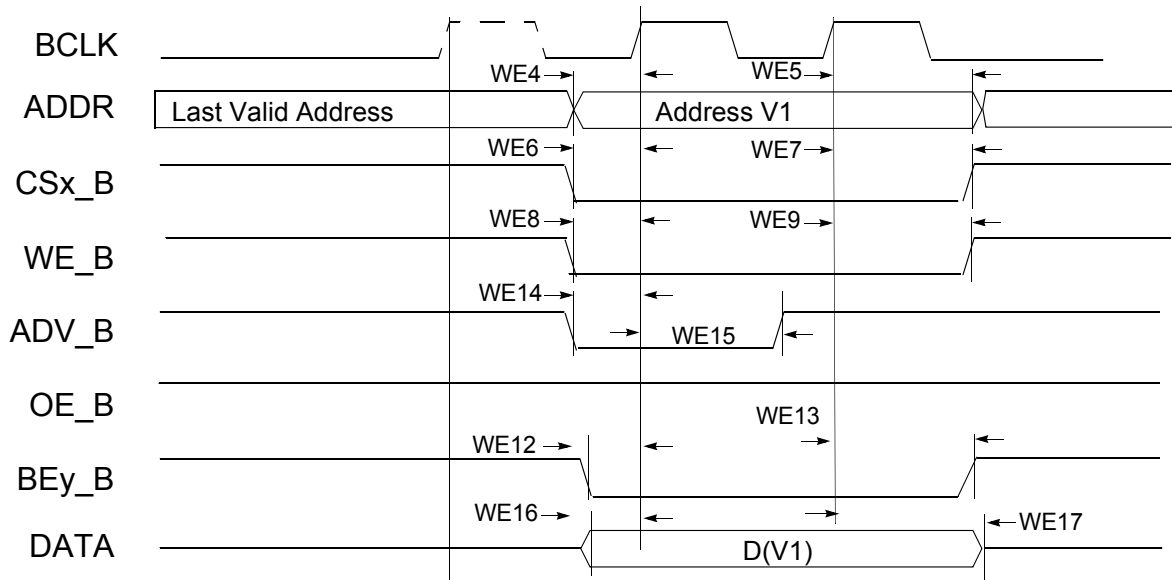 BCLK
WE4
WE5
ADDR
Last Valid Address
Address V1
WE6
WE7
CSx_B
WE8
WE9
WE_B
WE14
ADV_B
WE15
OE_B
WE13
WE12
BEy_B
WE16
WE17
DATA
D(V1)